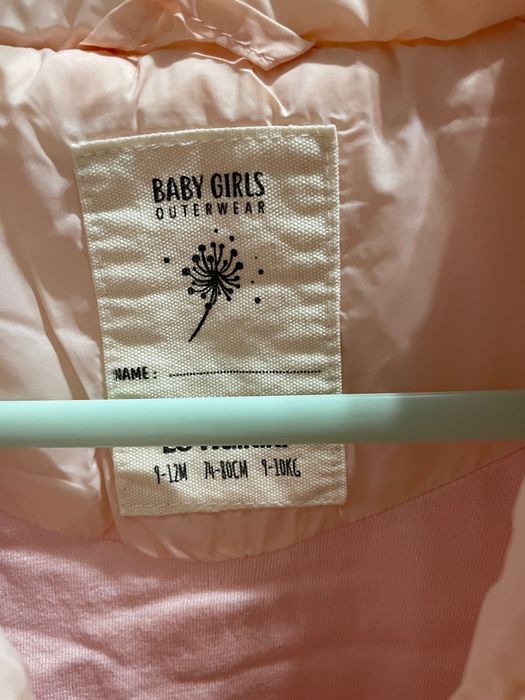 BABY GIRLS
OUTERWEAR
NAME :
9-12M 74-80CM 9-10KG